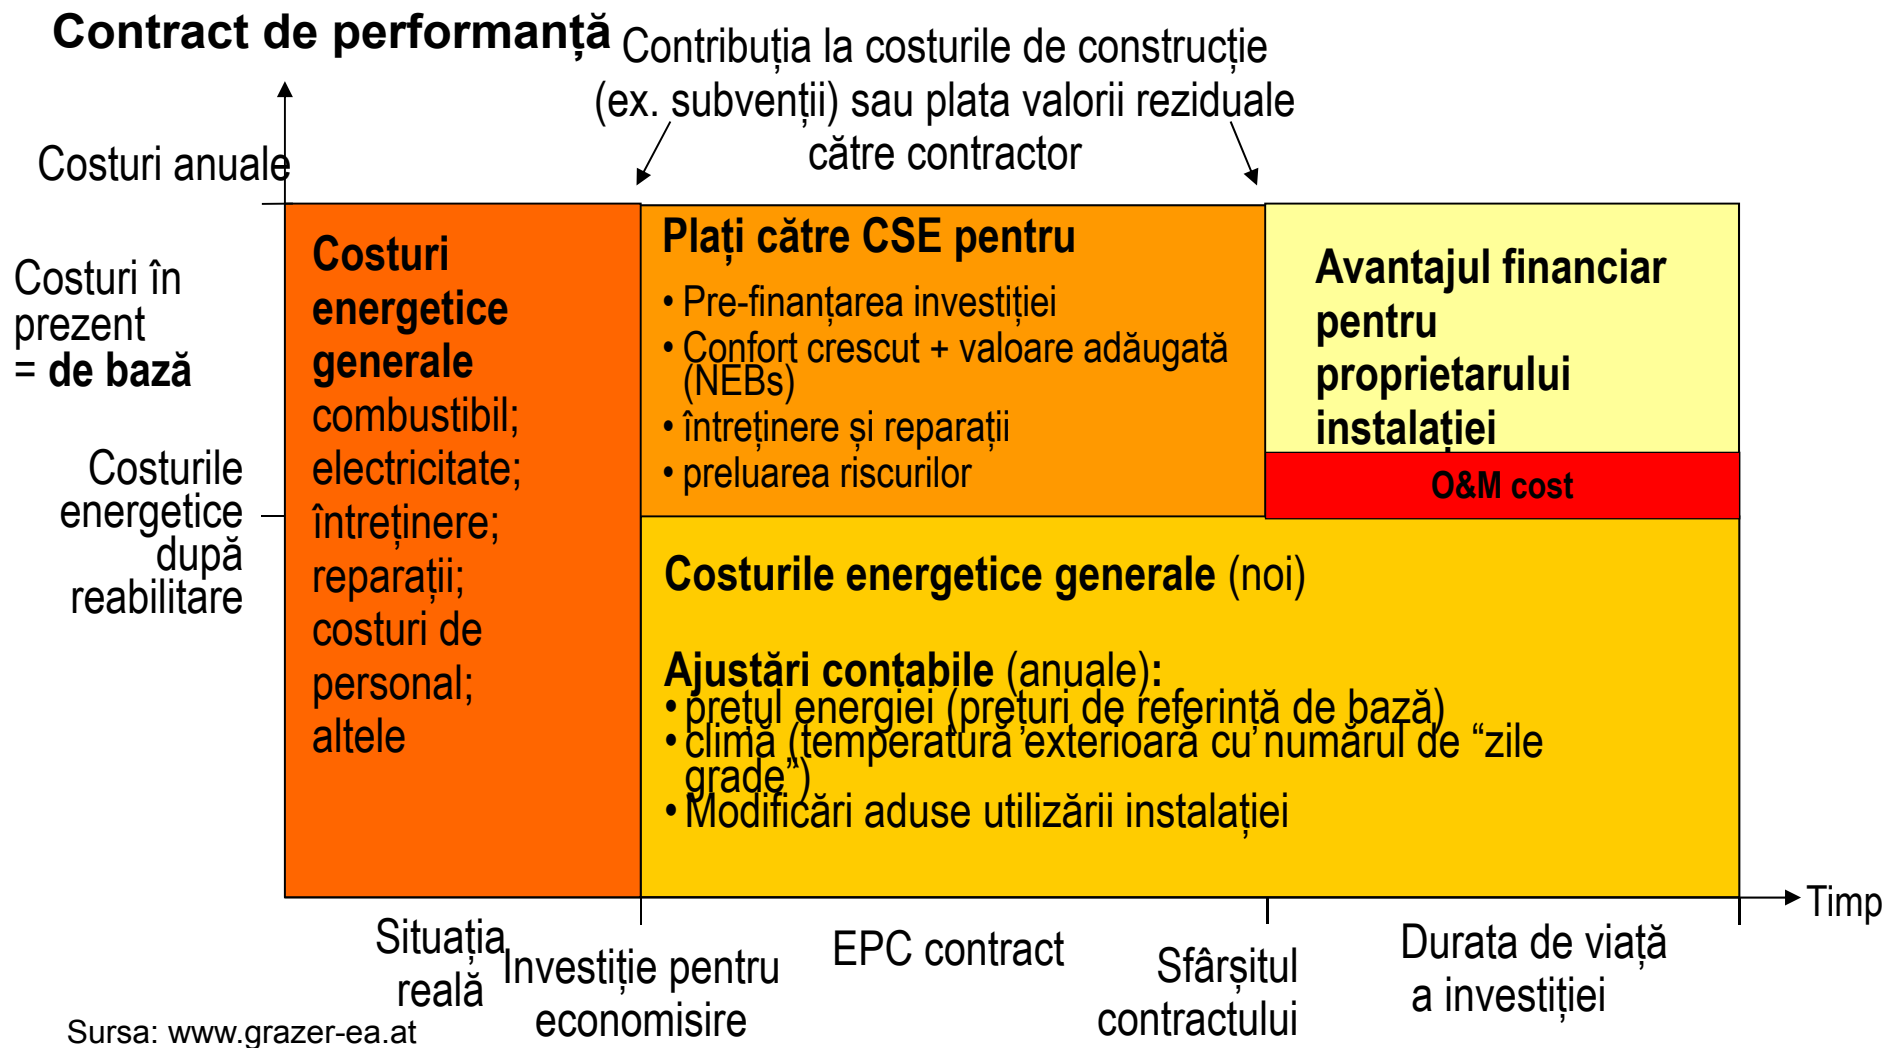 Contract de performanță
Contribuția la costurile de construcție
(ex. subvenții) sau plata valorii reziduale
către contractor
Costuri anuale
Costuri în
prezent
= de bază
Costurile
energetice
după
reabilitare
Costuri
energetice
generale
combustibil;
electricitate;
întreținere;
reparații;
costuri de
personal;
altele
Plați către CSE pentru
• Pre-finanțarea investiției
• Confort crescut + valoare adăugată
(NEBs)
• întreținere și reparații
• preluarea riscurilor
Avantajul financiar
pentru
proprietarului
instalației
O&M cost
Costurile energetice generale (noi)
Ajustări contabile (anuale):
• prețul energiei (prețuri de referință de bază)
• climă (temperatură exterioară cu numărul de “zile
grade”)
• Modificări aduse utilizării instalației
Timp
Situația
reală
Investiție pentru
economisire
EPC contract
Sfârșitul
contractului
Durata de viață
a investiției
Sursa: www.grazer-ea.at